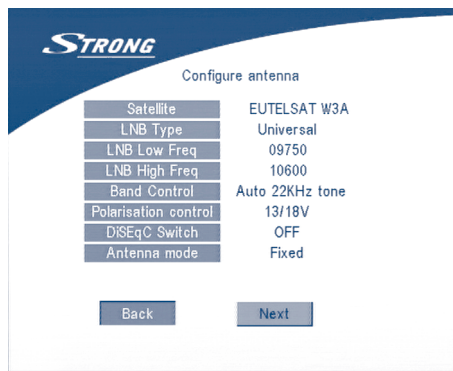 STRONG
Configure antenna
Satellite EUTELSAT W3A
LNB Type Universal
LNB Low Freq 09750
LNB High Freq 10600
Band Control Auto 22KHz tone
Polarisation control 13/18V
DiSEqC Switch OFF
Antenna mode Fixed
Back Next